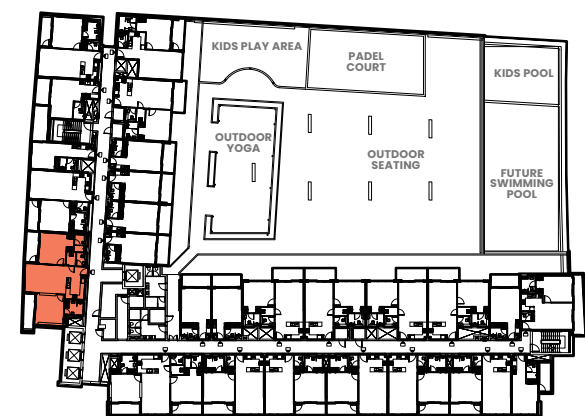 KIDS PLAY AREA
PADEL
COURT
KIDS POOL
OUTDOOR
YOGA
OUTDOOR
SEATING
FUTURE
SWIMMING
POOL